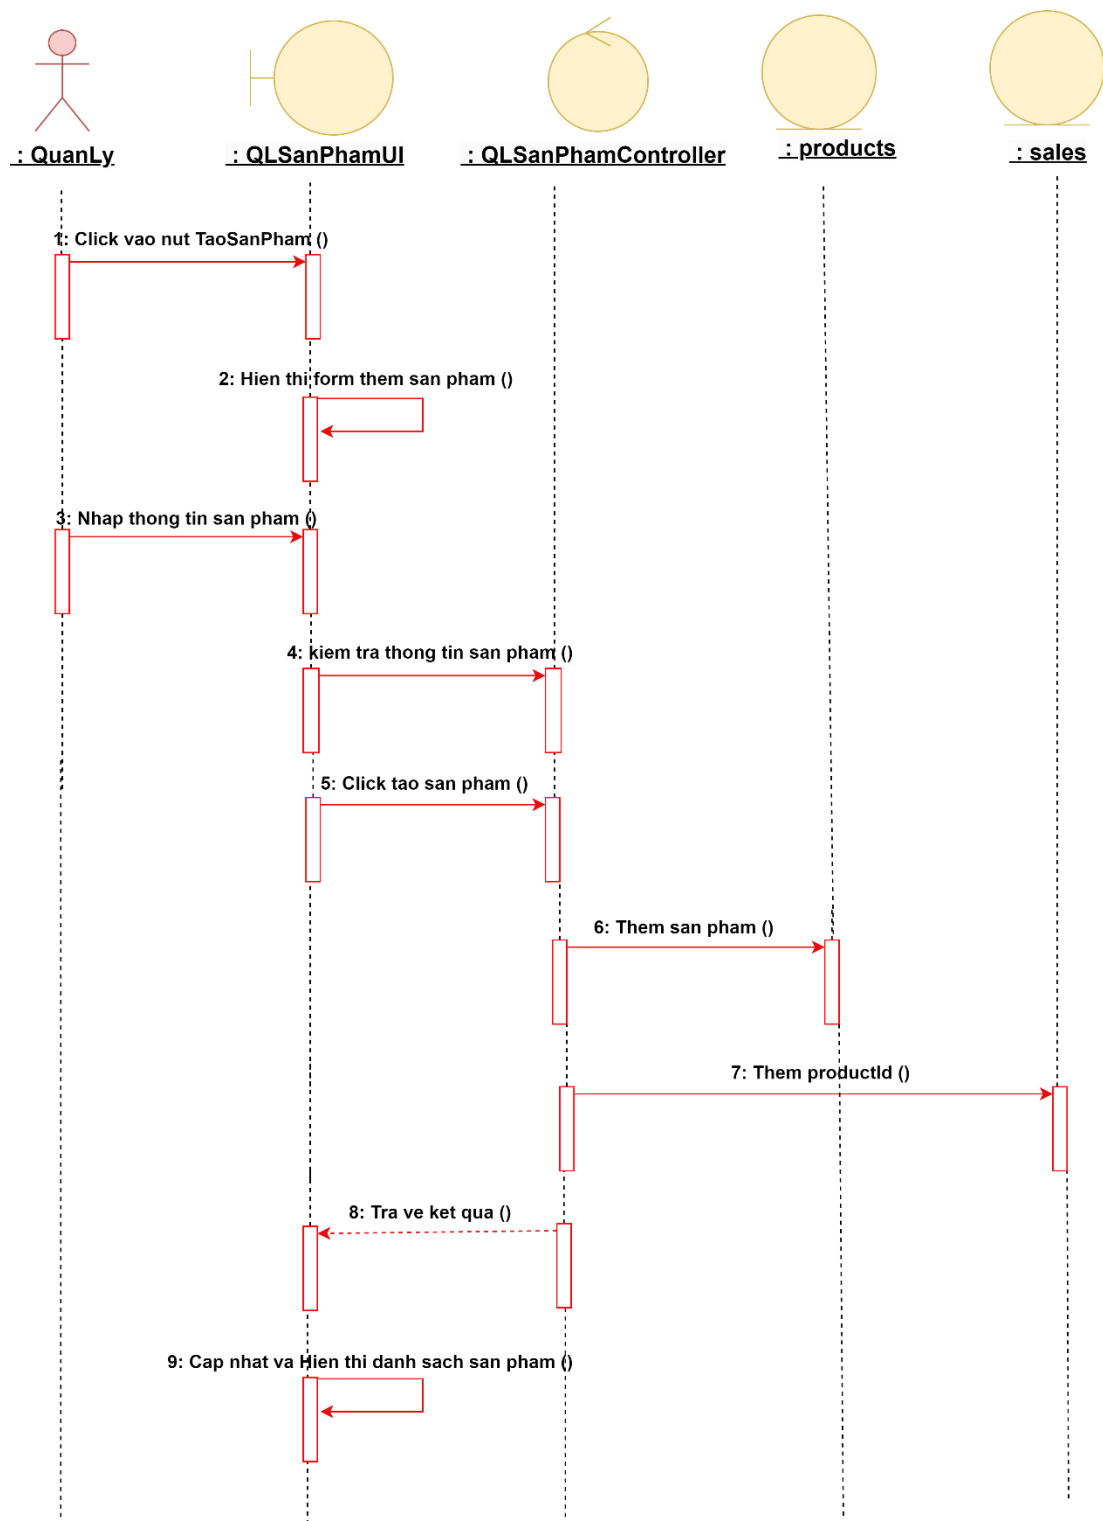 : QuanLy
: QLSanPhamUI
: QLSanPhamController
: products
: sales
1: Click vao nut TaoSanPham ()
2: Hien thi form them san pham ()
3: Nhap thong tin san pham ()
4: kiem tra thong tin san pham ()
5: Click tao san pham ()
6: Them san pham ()
7: Them productId ()
8: Tra ve ket qua ()
9: Cap nhat va Hien thi danh sach san pham ()